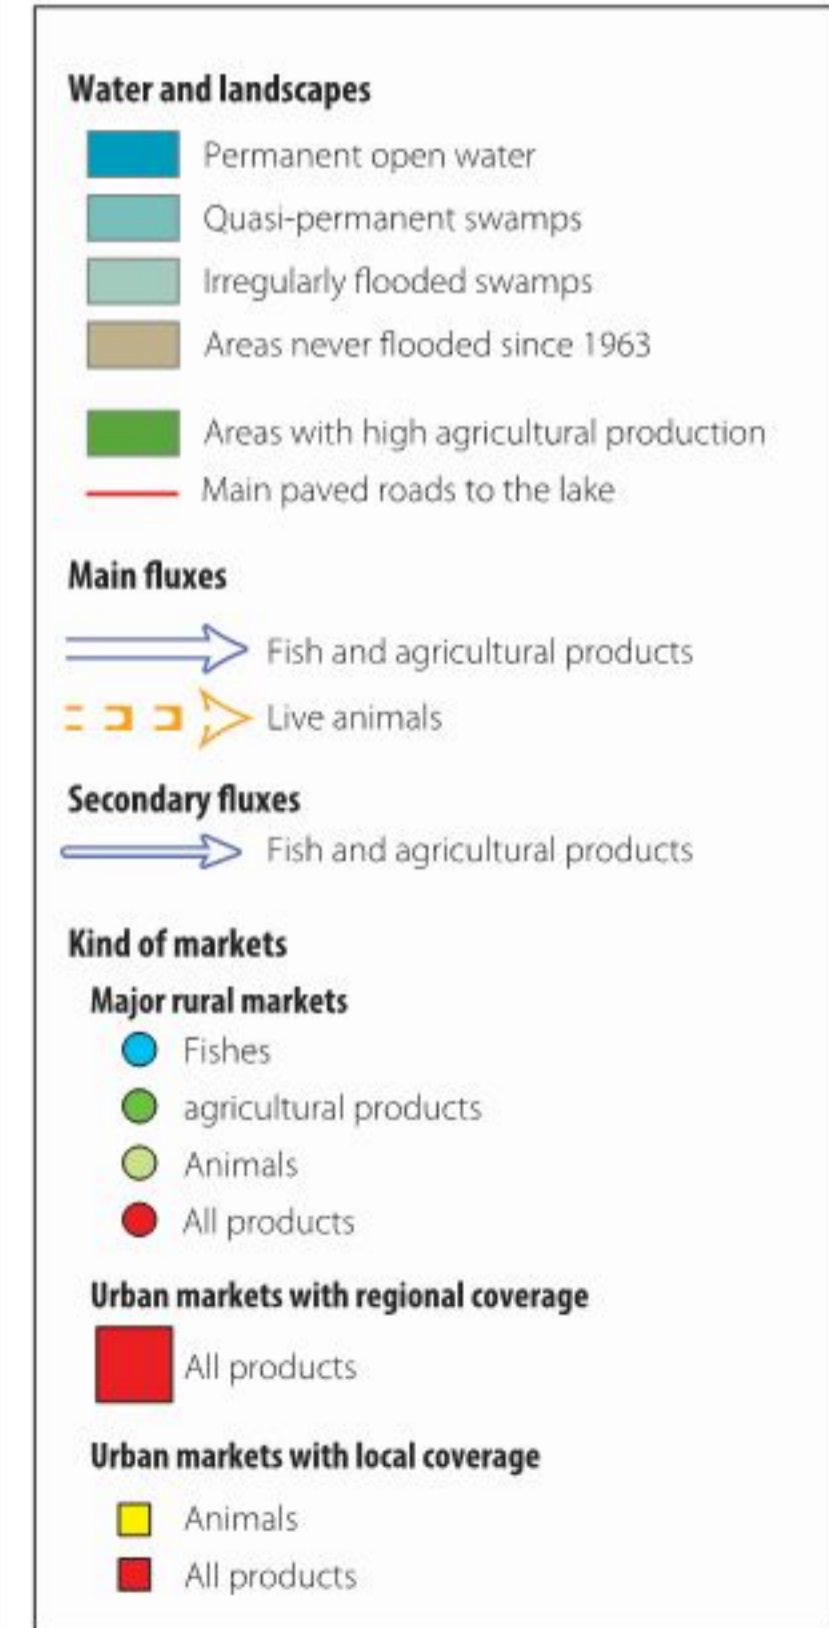 Water and landscapes
Permanent open water
Quasi-permanent swamps
Irregularly flooded swamps
Areas never flooded since 1963
Areas with high agricultural production
Main paved roads to the lake
Main fluxes
Fish and agricultural products
Live animals
Secondary fluxes
Fish and agricultural products
Kind of markets
Major rural markets
Fishes
agricultural products
Animals
All products
Urban markets with regional coverage
All products
Urban markets with local coverage
Animals
All products